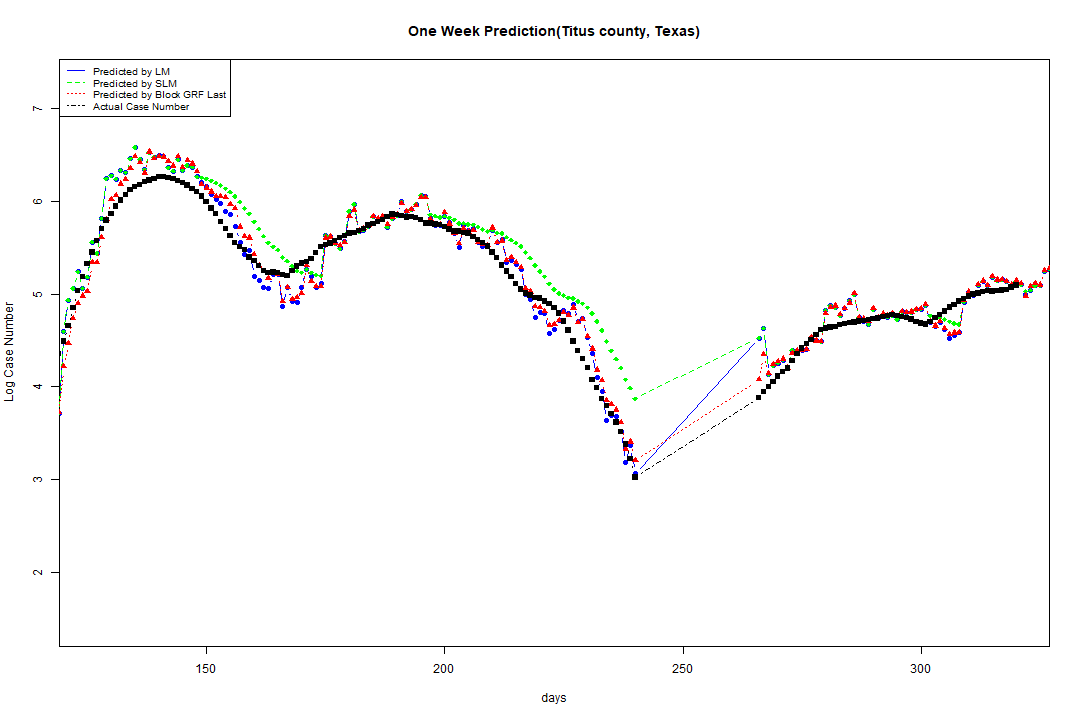 One Week Prediction(Titus county, Texas)
Predicted by LM
Predicted by SLM
Predicted by Block GRF Last
Actual Case Number
7
6
5
4
3
2
Log Case Number
150
200
250
300
days